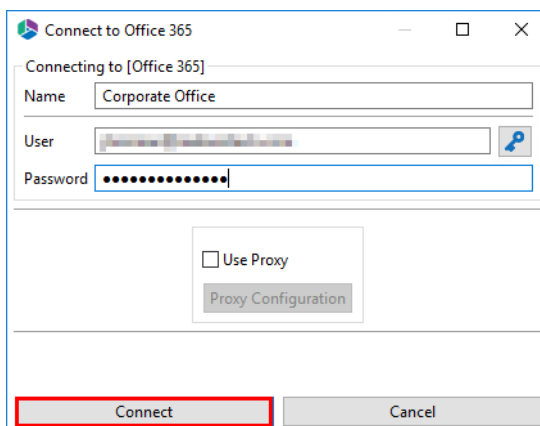 Connect to Office 365
Connecting to [Office 365]
Name Corporate Office
User
Password ••••••••••••••
Use Proxy
Proxy Configuration
Connect Cancel